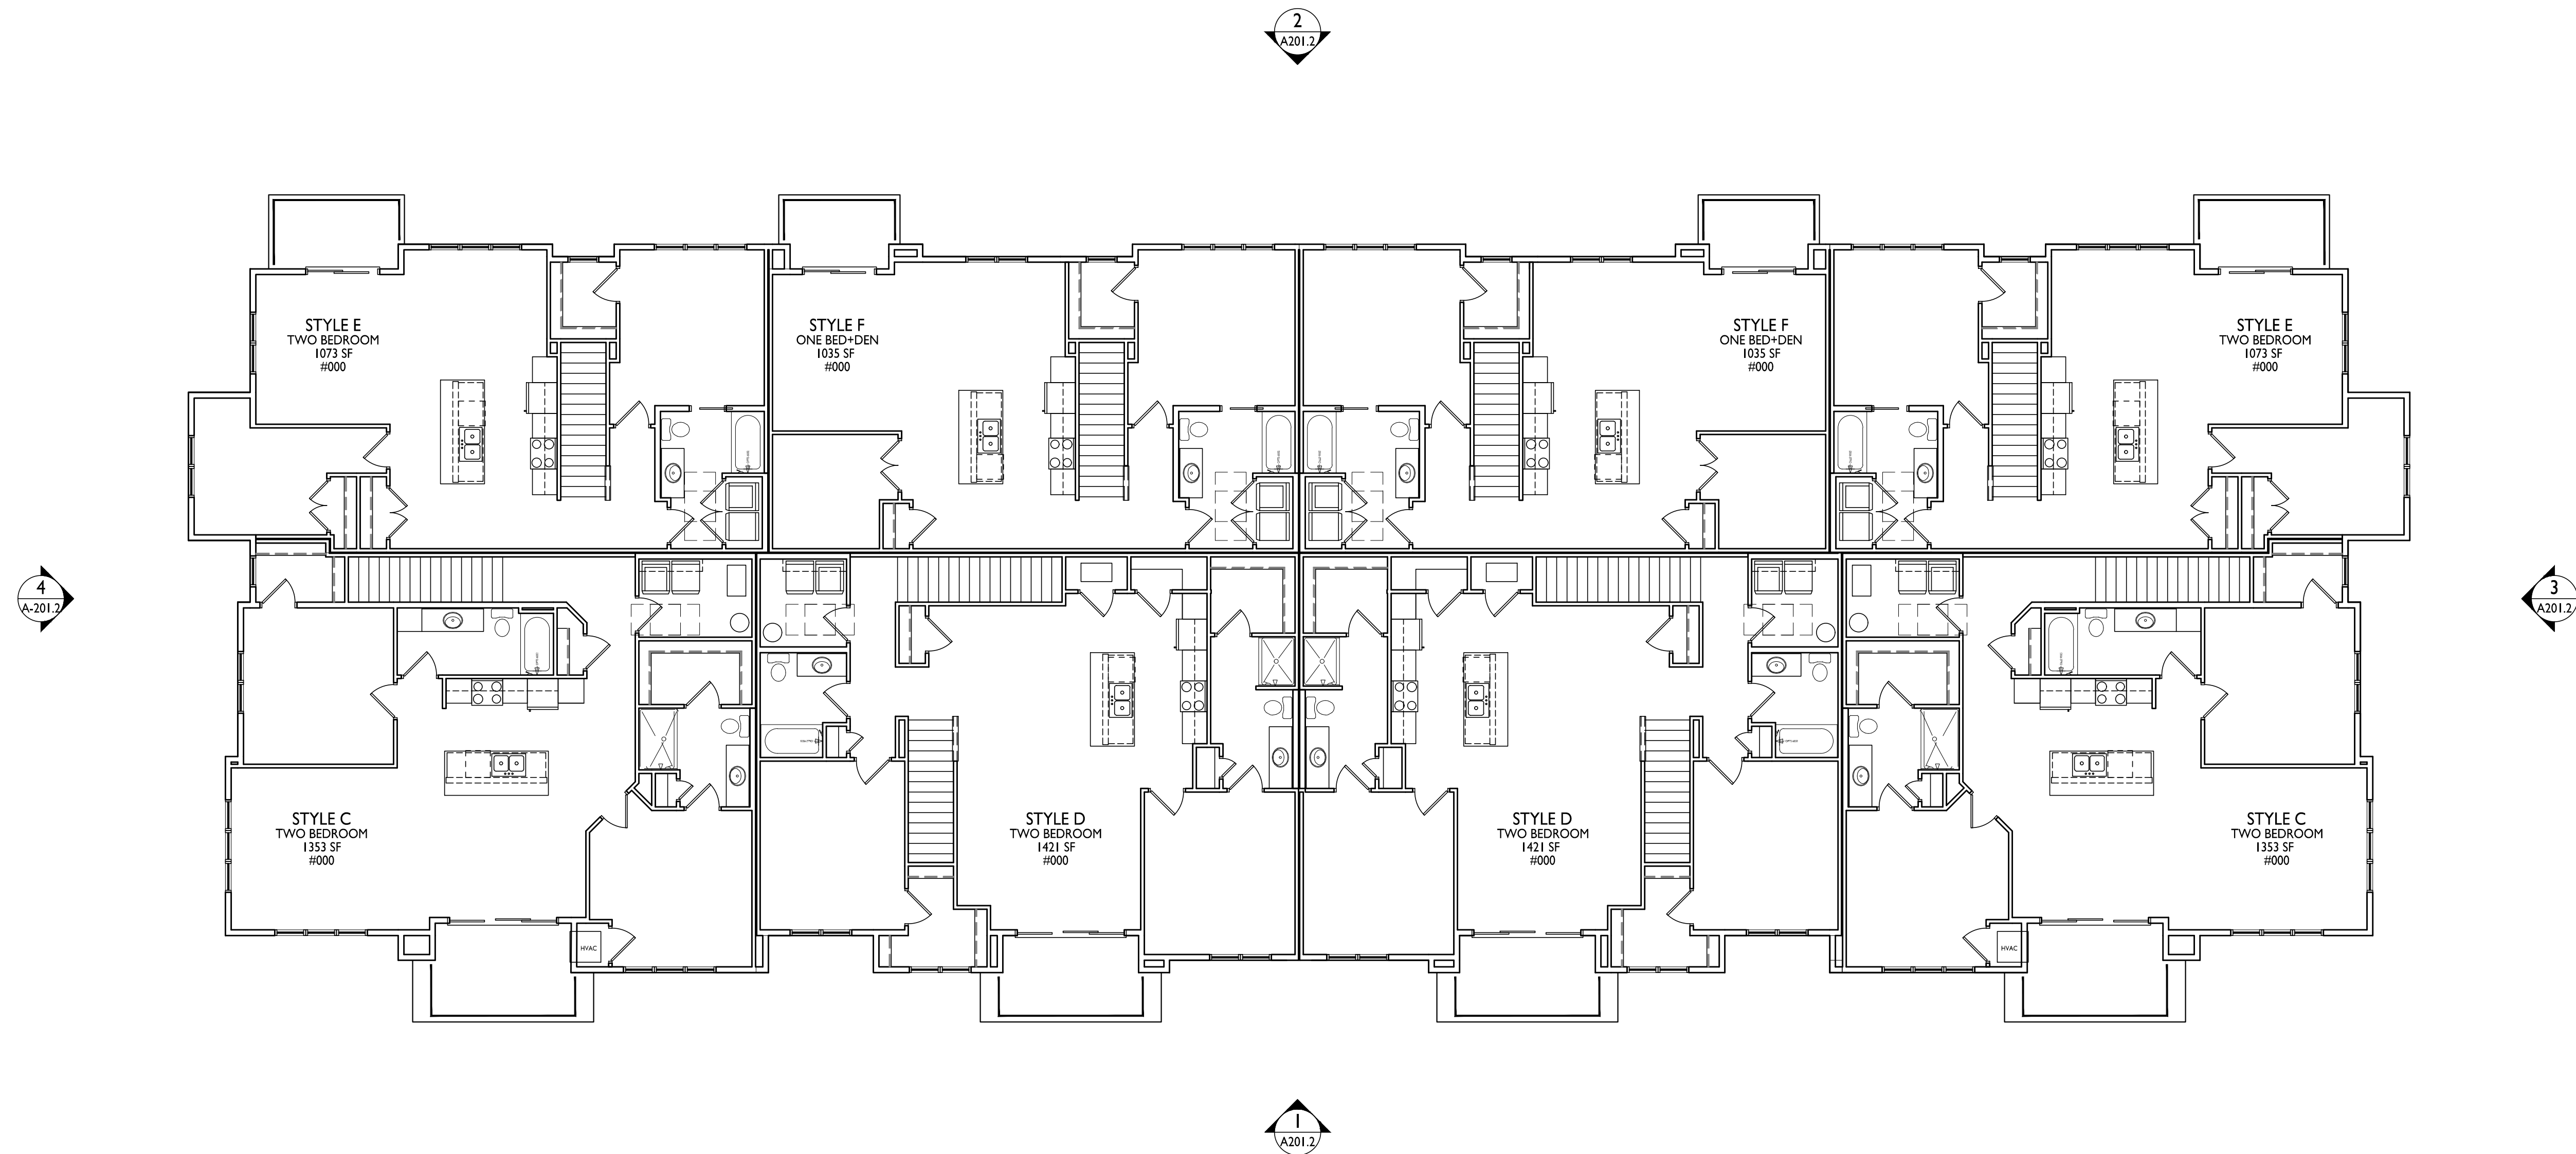 2
A201.2
STYLE E
TWO BEDROOM
1073 SF
#000
STYLE F
ONE BED+DEN
1035 SF
#000
STYLE F
ONE BED+DEN
1035 SF
#000
STYLE E
TWO BEDROOM
1073 SF
#000
4
A-201.2
3
A201.2
STYLE C
TWO BEDROOM
1353 SF
#000
STYLE D
TWO BEDROOM
1421 SF
#000
STYLE D
TWO BEDROOM
1421 SF
#000
STYLE C
TWO BEDROOM
1353 SF
#000
HVAC
HVAC
1
A201.2